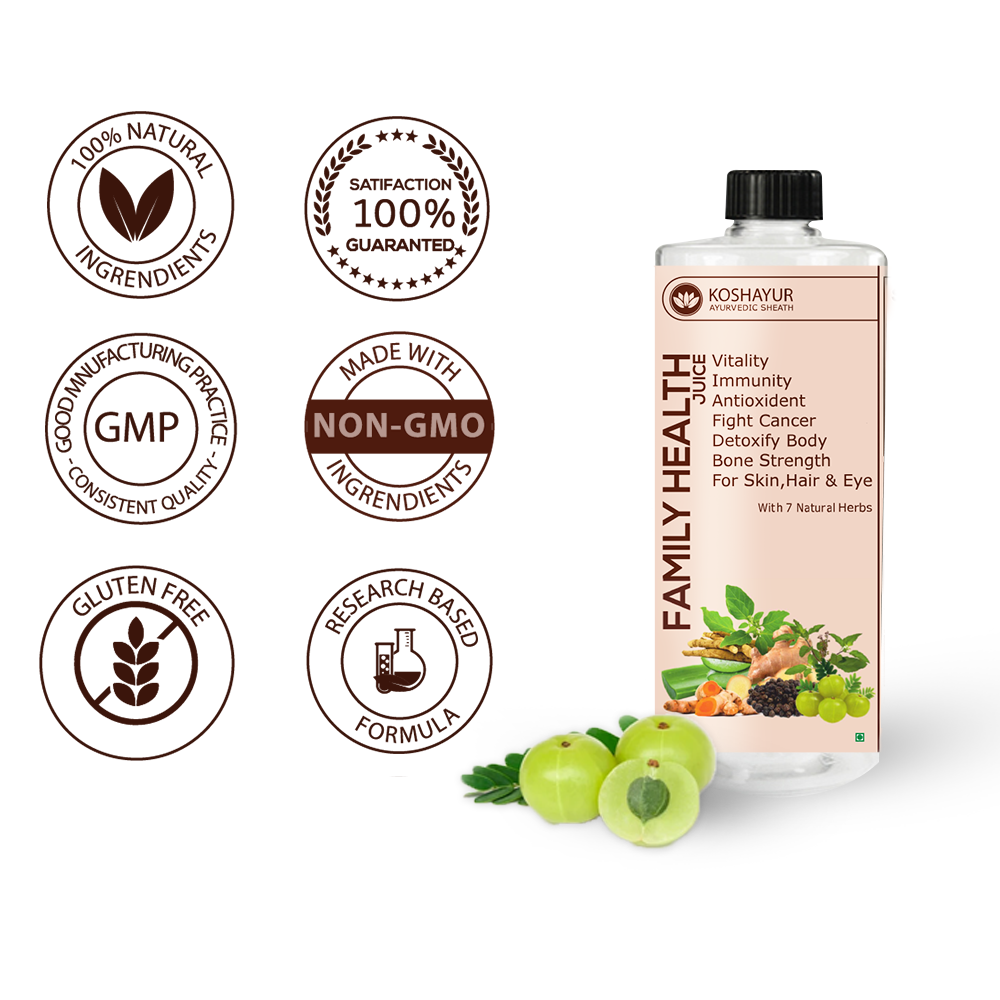 100% NATURAL
INGRENDIENTS
SATIFACTION
100%
GUARANTED
GOOD MNUFACTURING PRACTICE
GMP
- CONSISTENT QUALITY -
MADE WITH
NON-GMO
INGRENDIENTS
GLUTEN FREE
RESEARCH BASED
FORMULA
KOSHAYUR
AYURVEDIC SHEATH
FAMILY HEALTH
JUICE
Vitality
Immunity
Antioxident
Fight Cancer
Detoxify Body
Bone Strength
For Skin,Hair & Eye
With 7 Natural Herbs